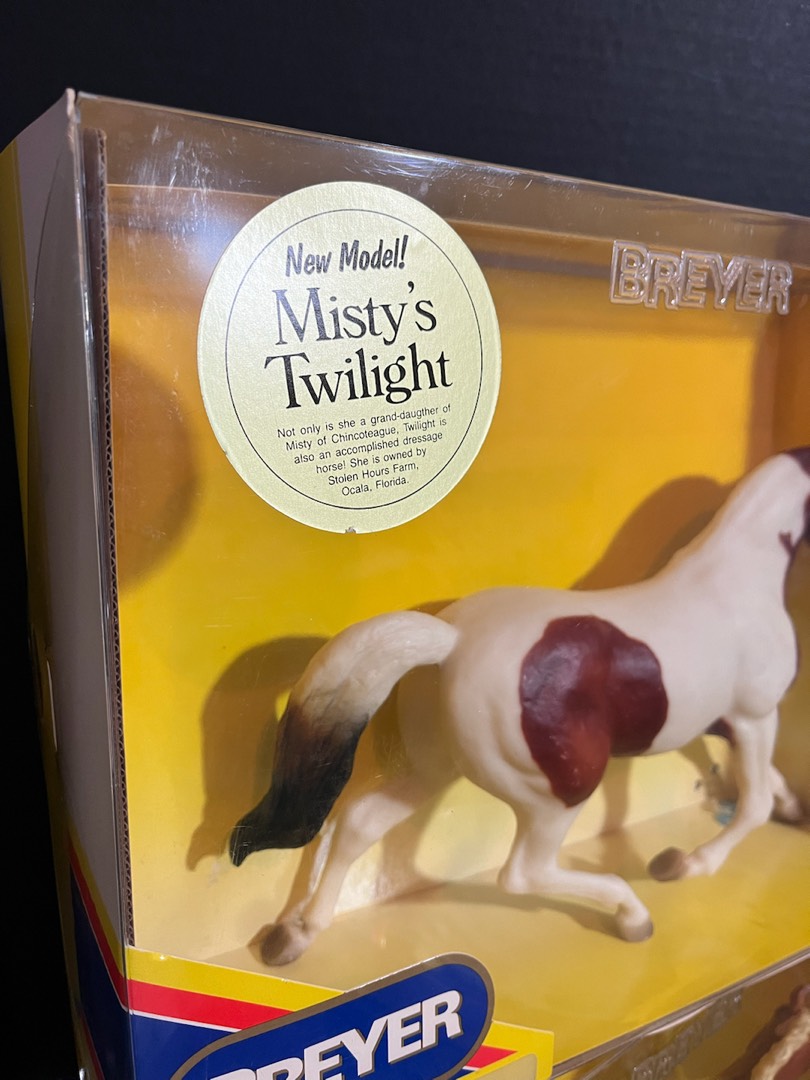 New Model!
Misty's
Twilight
Not only is she a grand-daugther of
Misty of Chincoteague, Twilight is
also an accomplished dressage
horse! She is owned by
Stolen Hours Farm,
Ocala, Florida.
BREYER
BREYER